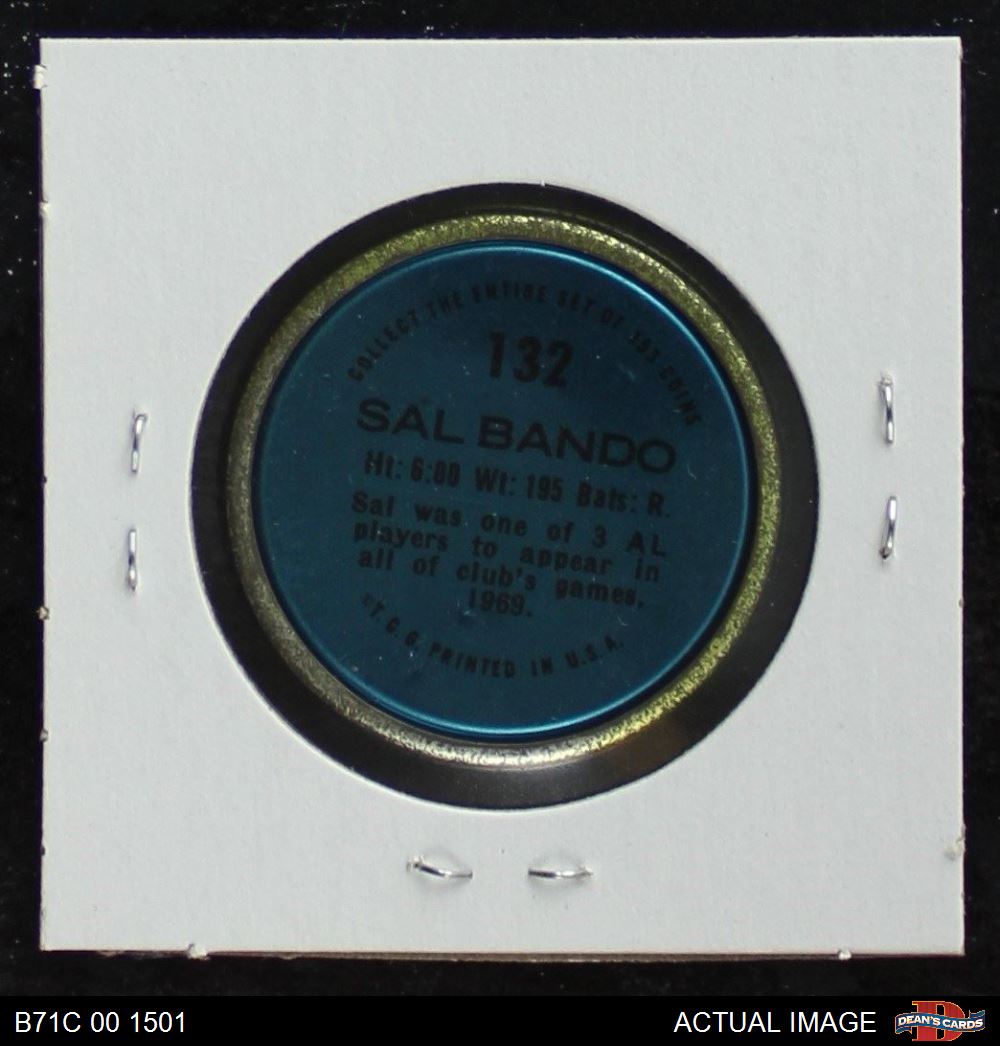 COLLECT THE ENTIRE SET OF 153 COINS
132
SAL BANDO
Ht: 6:00 Wt: 195 Bats: R.
Sal was one of 3 AL
players to appear in
all of club's games,
1969.
©T. C. G. PRINTED IN U.S.A.
B71C 00 1501
ACTUAL IMAGE
DEAN'S CARDS